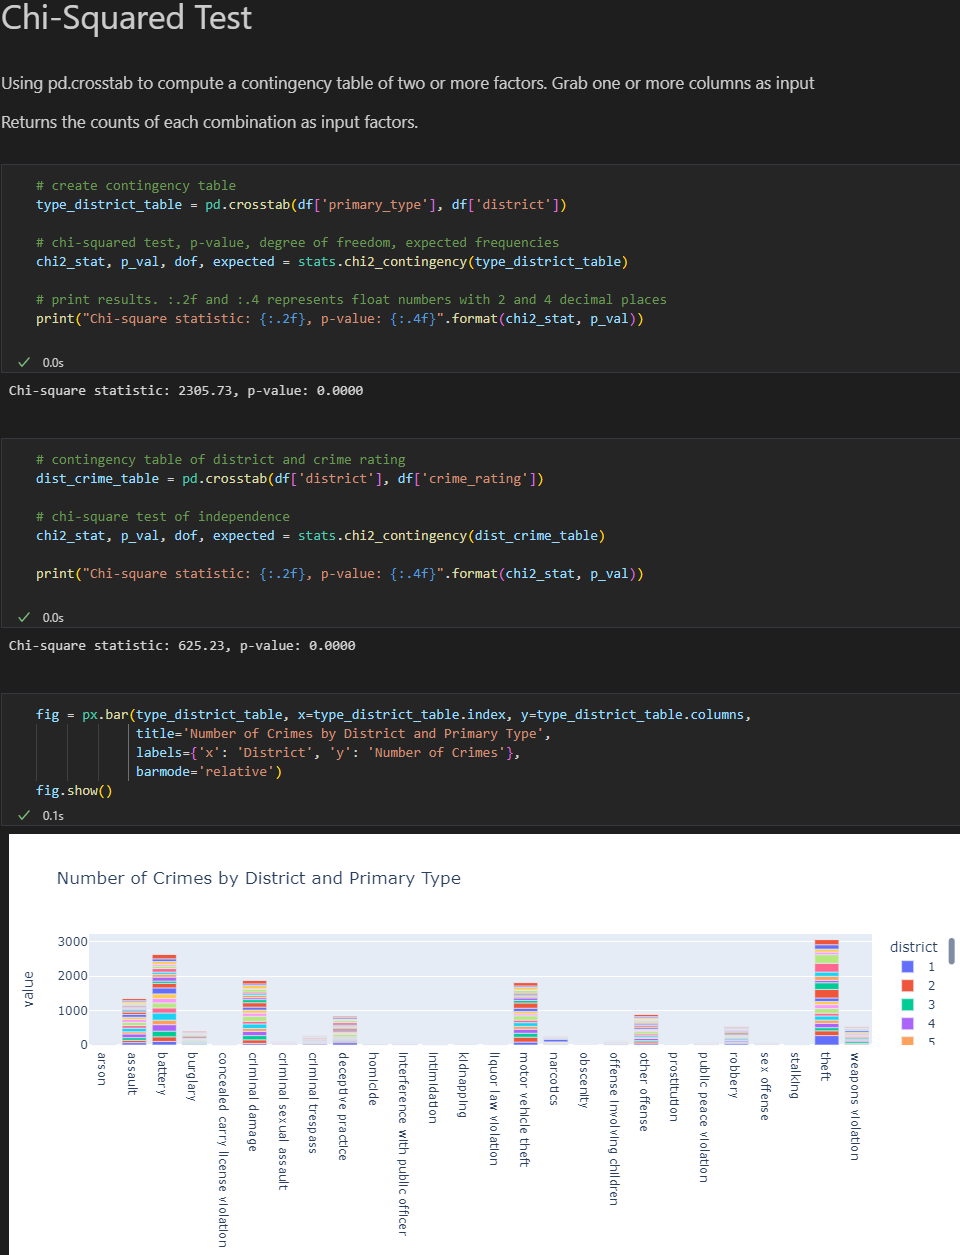 Chi-Squared Test
Using pd.crosstab to compute a contingency table of two or more factors. Grab one or more columns as input
Returns the counts of each combination as input factors.
# create contingency table
type_district_table = pd.crosstab(df['primary_type'], df['district'])
# chi-squared test, p-value, degree of freedom, expected frequencies
chi2_stat, p_val, dof, expected = stats.chi2_contingency(type_district_table)
# print results. :.2f and :.4 represents float numbers with 2 and 4 decimal places
print("Chi-square statistic: {:.2f}, p-value: {:.4f}".format(chi2_stat, p_val))
0.0s
Chi-square statistic: 2305.73, p-value: 0.0000
# contingency table of district and crime rating
dist_crime_table = pd.crosstab(df['district'], df['crime_rating'])
# chi-square test of independence
chi2_stat, p_val, dof, expected = stats.chi2_contingency(dist_crime_table)
print("Chi-square statistic: {:.2f}, p-value: {:.4f}".format(chi2_stat, p_val))
0.0s
Chi-square statistic: 625.23, p-value: 0.0000
fig = px.bar(type_district_table, x=type_district_table.index, y=type_district_table.columns,
title='Number of Crimes by District and Primary Type',
labels={'x': 'District', 'y': 'Number of Crimes'},
barmode='relative')
fig.show()
0.1s
Number of Crimes by District and Primary Type
3000
2000
1000
0
value
arson
assault
battery
burglary
concealed carry license violation
criminal damage
criminal sexual assault
criminal trespass
deceptive practice
homicide
interference with public officer
intimidation
kidnapping
liquor law violation
motor vehicle theft
narcotics
obscenity
offense involving children
other offense
prostitution
public peace violation
robbery
sex offense
stalking
theft
weapons violation
district
1
2
3
4
5